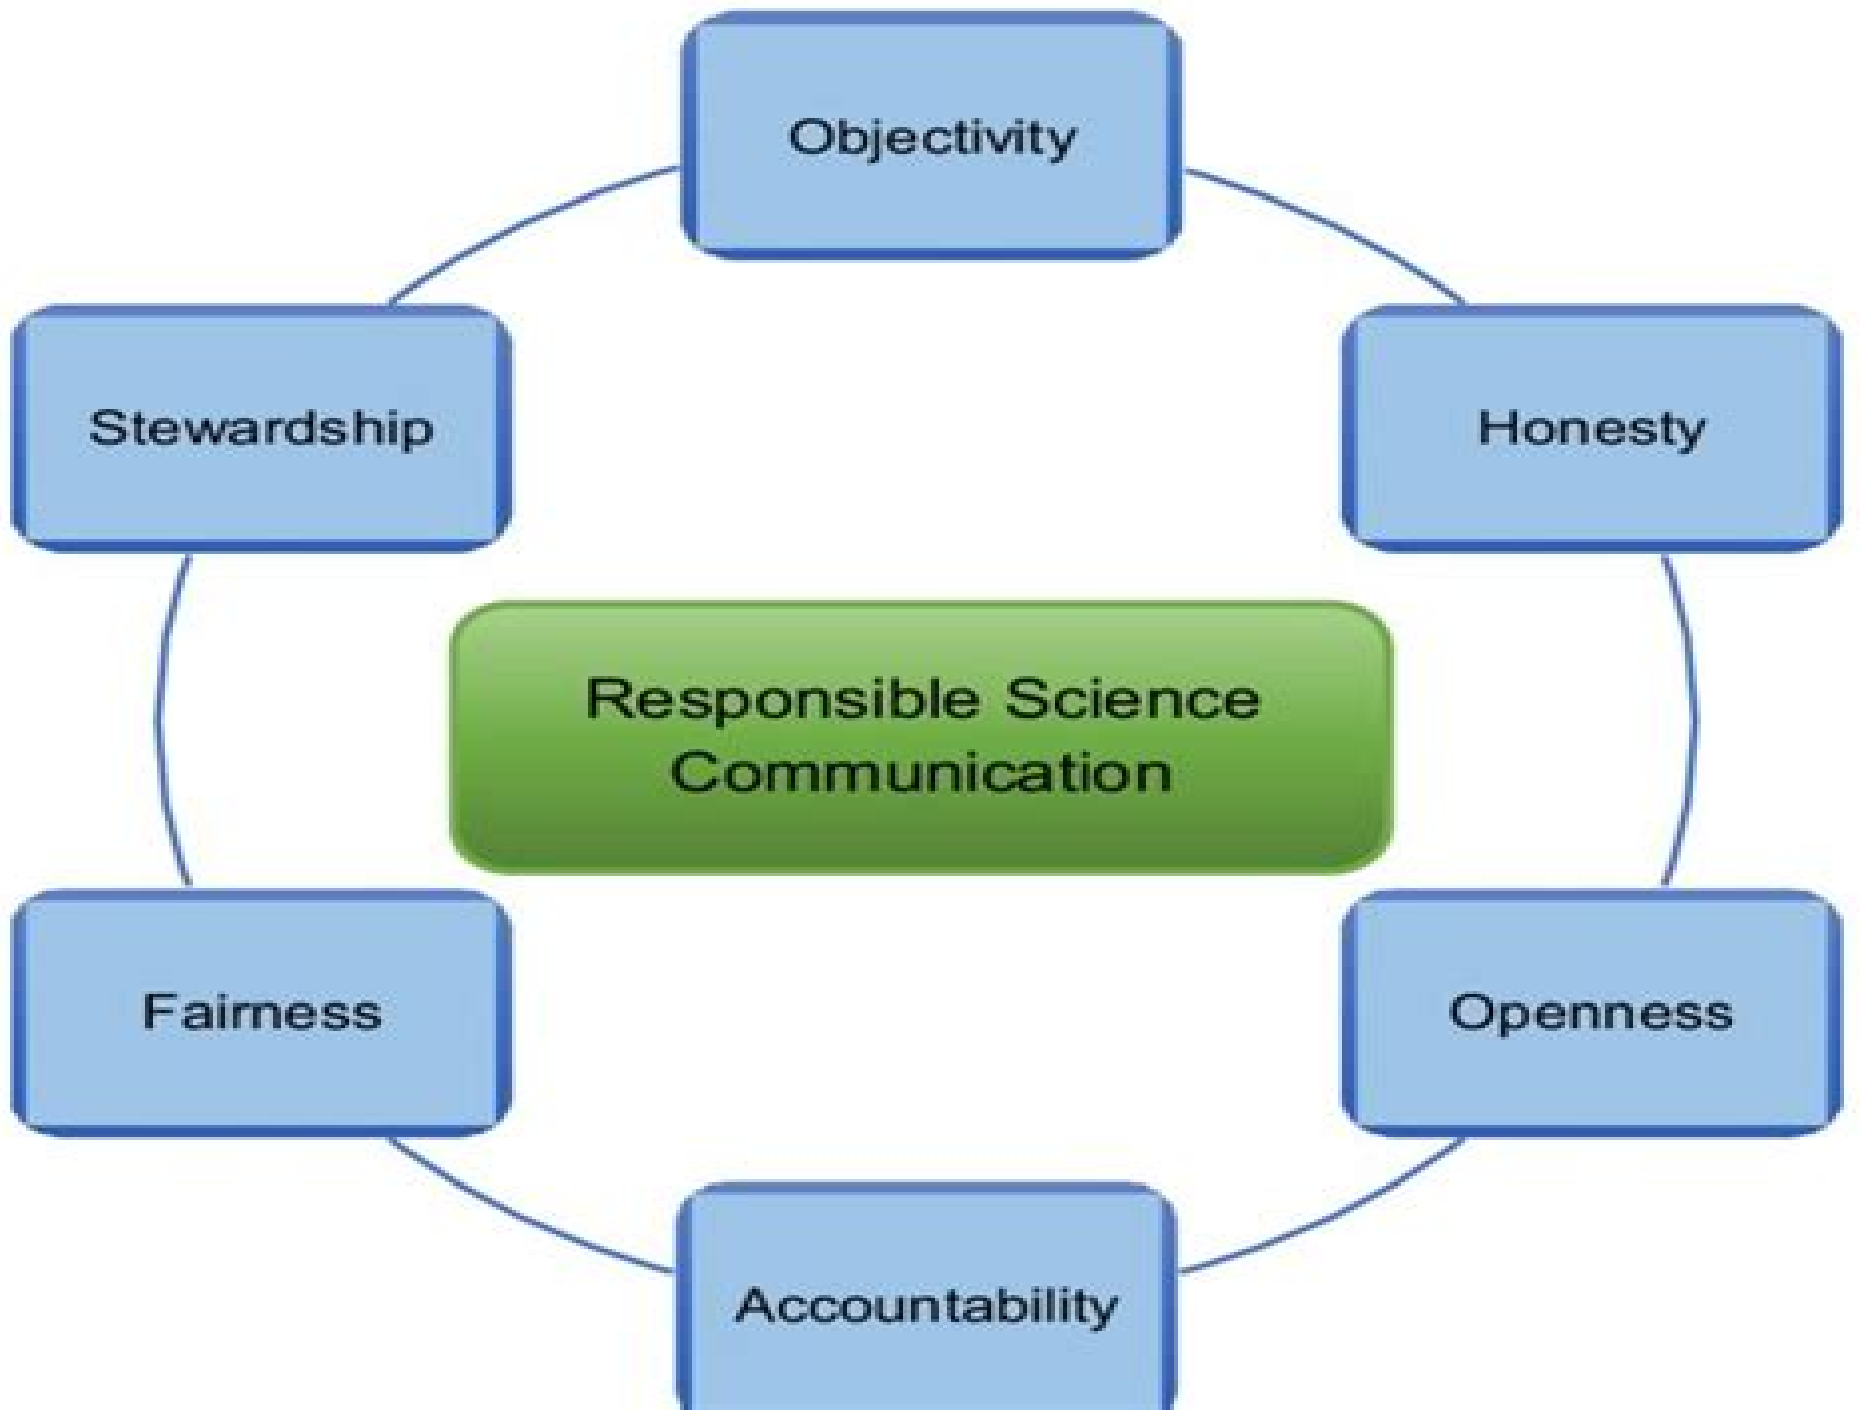 Objectivity
Stewardship
Honesty
Responsible Science
Communication
Fairness
Openness
Accountability